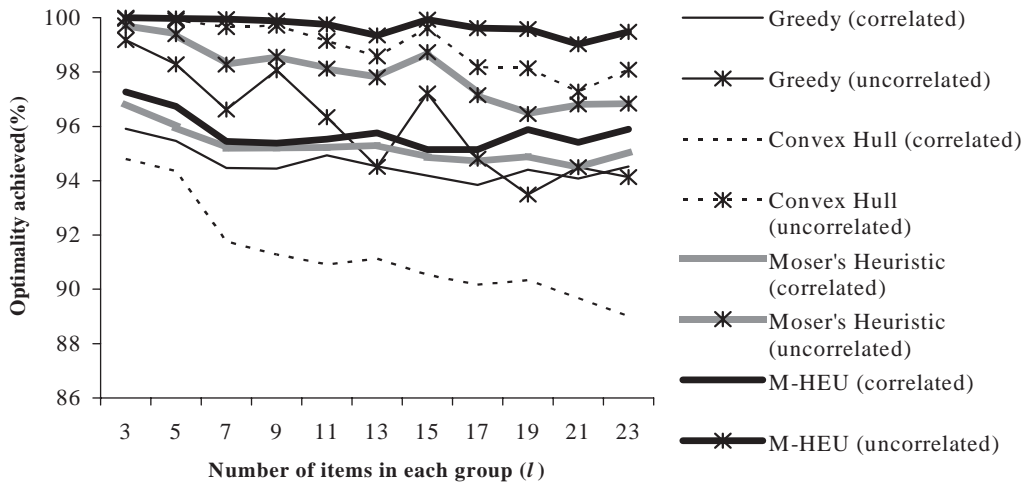 100
98
96
94
92
90
88
86
Optimality achieved(%)
3 5 7 9 11 13 15 17 19 21 23
Number of items in each group (l)
Greedy (correlated)
Greedy (uncorrelated)
Convex Hull (correlated)
Convex Hull
(uncorrelated)
Moser's Heuristic
(correlated)
Moser's Heuristic
(uncorrelated)
M-HEU (correlated)
M-HEU (uncorrelated)